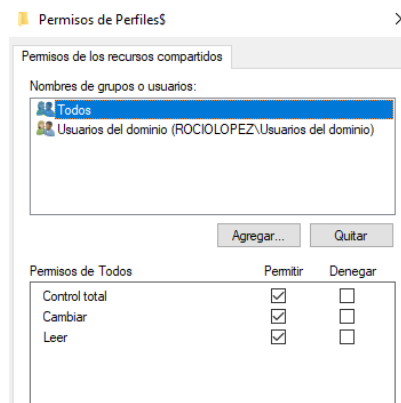 Permisos de Perfiles$
Permisos de los recursos compartidos
Nombres de grupos o usuarios:
Todos
Usuarios del dominio (ROCIOLOPEZ\Usuarios del dominio)
Agregar... Quitar
Permisos de Todos Permitir Denegar
Control total
Cambiar
Leer